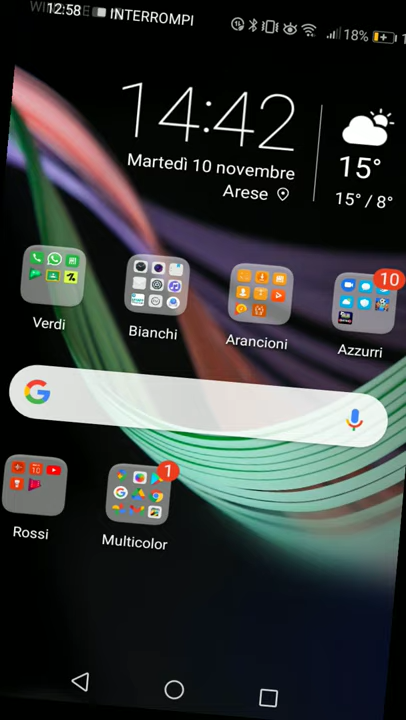 12:58 INTERROMPI
18%
14:42
Martedì 10 novembre
Arese
15°
15° / 8°
10
Verdi
Bianchi
Arancioni
Azzurri
G
1
Rossi
Multicolor